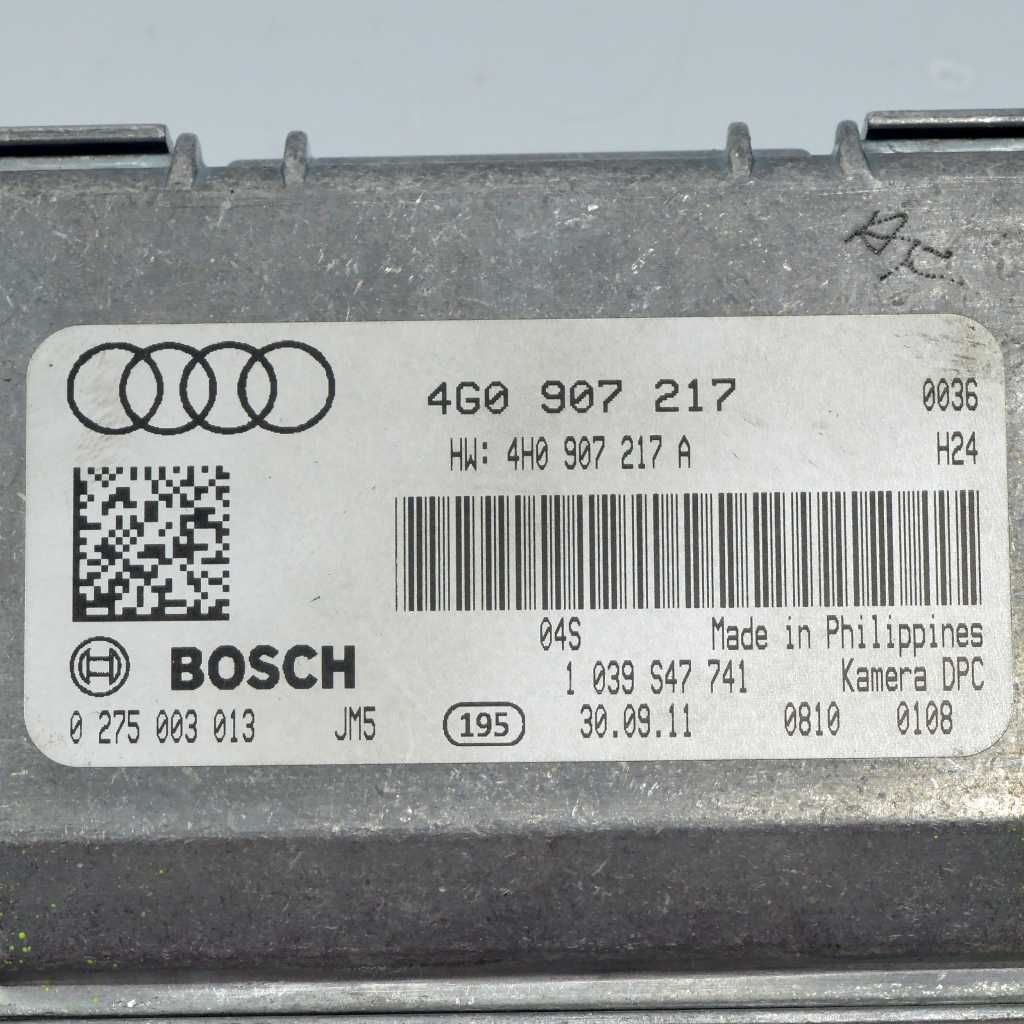 4G0 907 217 0036
HW: 4H0 907 217 A H24
04S Made in Philippines
BOSCH 1 039 S47 741 Kamera DPC
0 275 003 013 JM5 195 30.09.11 0810 0108